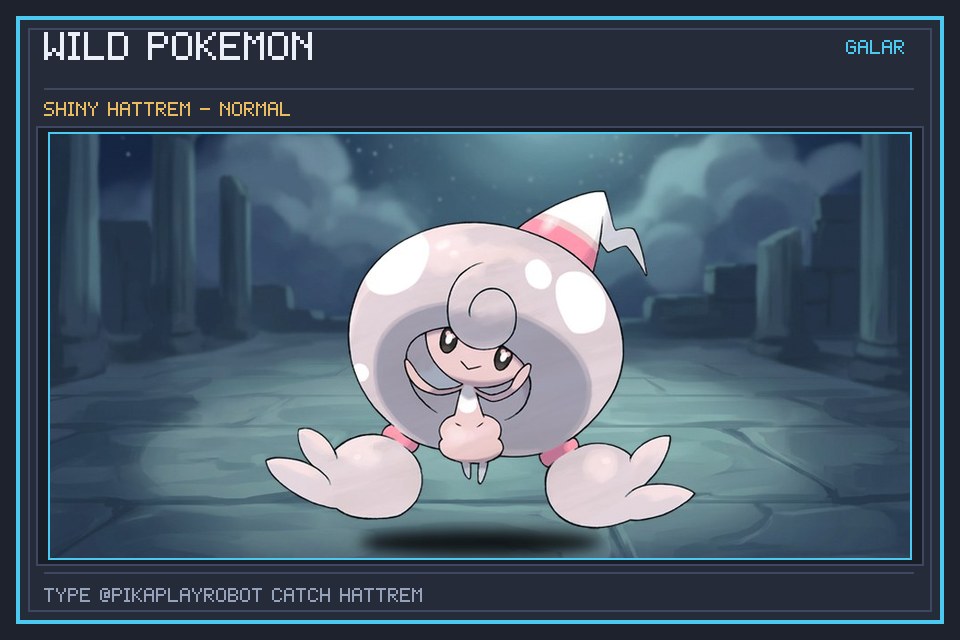 WILD POKEMON
GALAR
SHINY HATTREM - NORMAL
TYPE @PIKAPLAYROBOT CATCH HATTREM